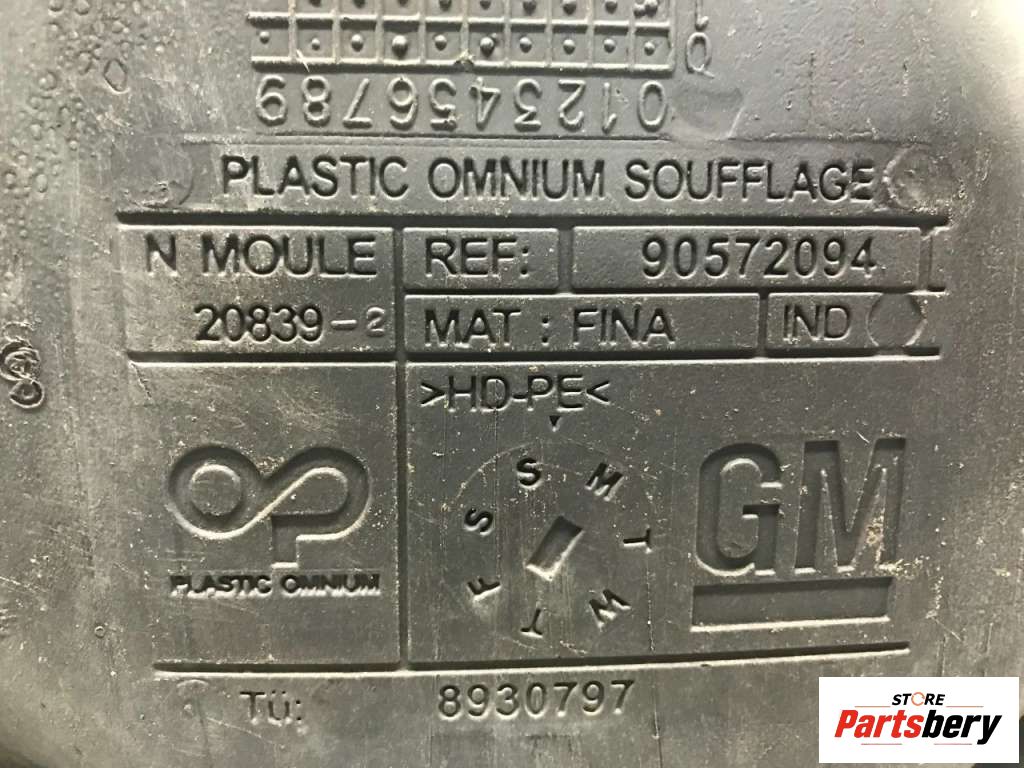 0123456789
PLASTIC OMNIUM SOUFFLAGE
N MOULE REF: 90572094
20839-2 MAT : FINA IND
>HD-PE<
S M T W T F S
GM
PLASTIC OMNIUM
Tü: 8930797
STORE
Partsbery